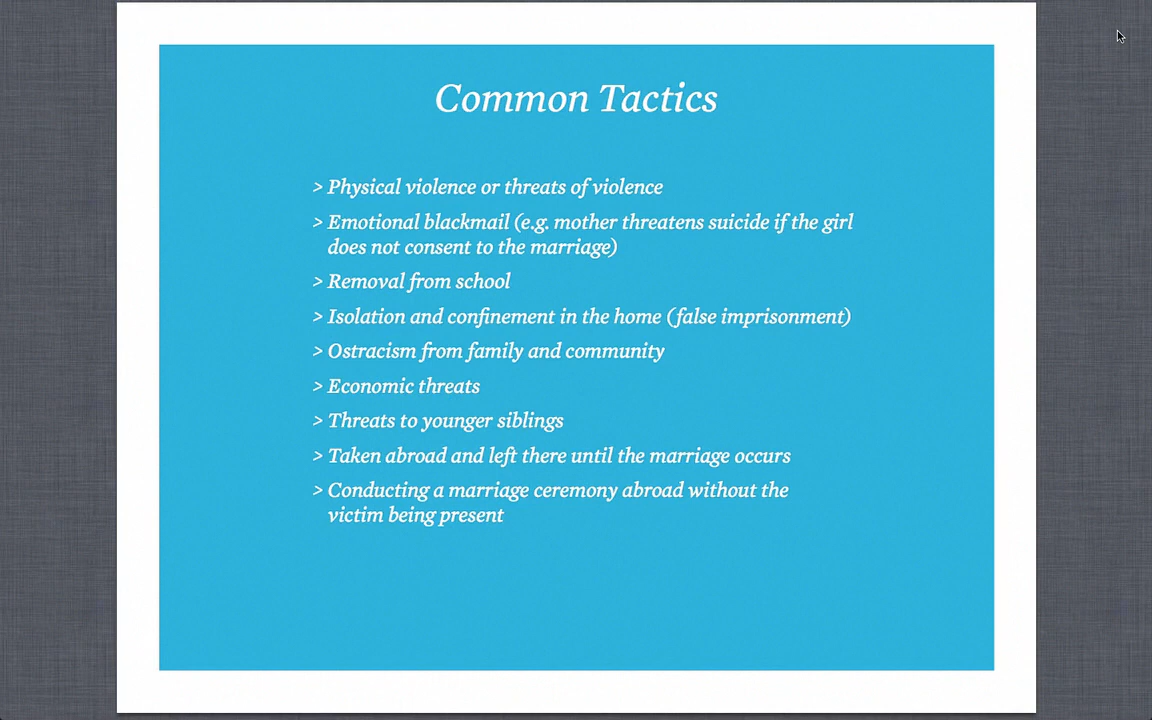 Common Tactics
> Physical violence or threats of violence
> Emotional blackmail (e.g. mother threatens suicide if the girl
does not consent to the marriage)
> Removal from school
> Isolation and confinement in the home (false imprisonment)
> Ostracism from family and community
> Economic threats
> Threats to younger siblings
> Taken abroad and left there until the marriage occurs
> Conducting a marriage ceremony abroad without the
victim being present